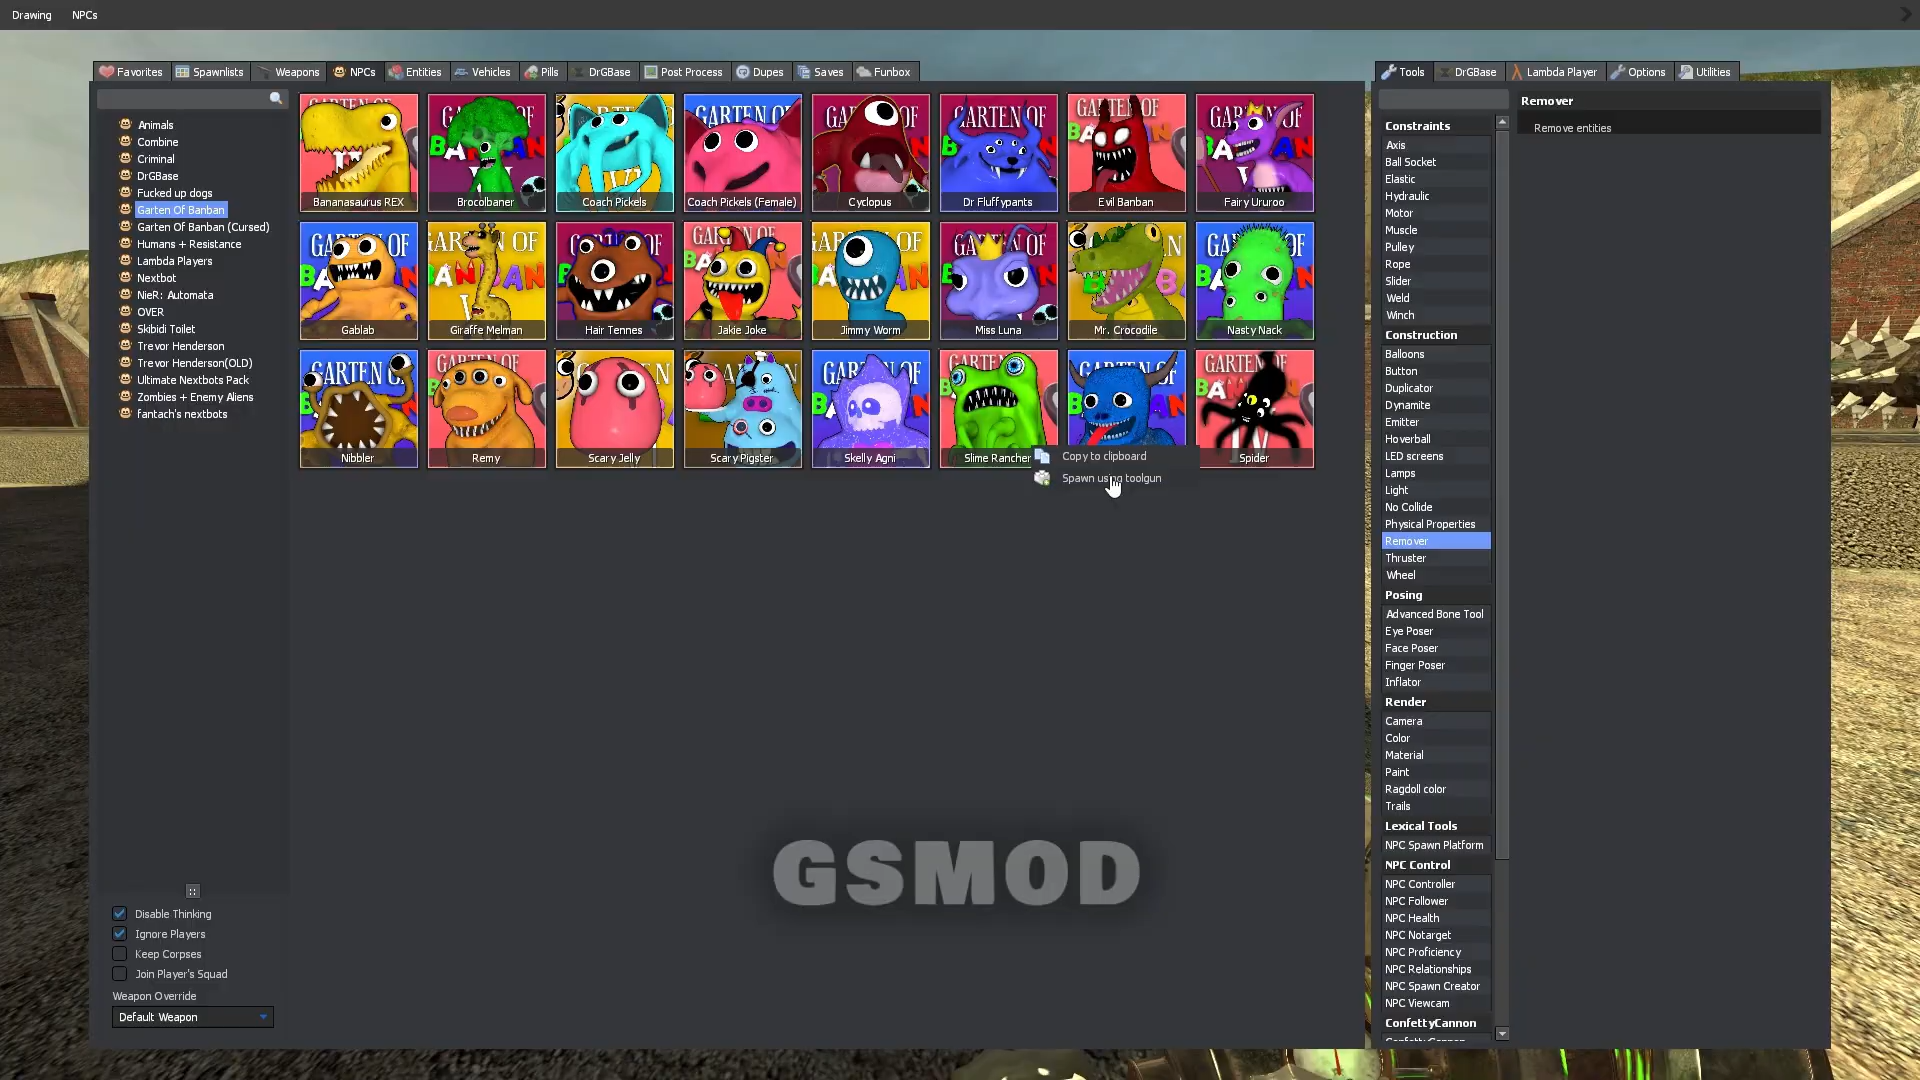 Drawing NPCs
Favorites Spawnlists Weapons NPCs Entities Vehicles Pills DrGBase Post Process Dupes Saves Funbox
Animals
Combine
Criminal
DrGBase
Fucked up dogs
Garten Of Banban
Garten Of Banban (Cursed)
Humans + Resistance
Lambda Players
Nextbot
NieR: Automata
OVER
Skibidi Toilet
Trevor Henderson
Trevor Henderson(OLD)
Ultimate Nextbots Pack
Zombies + Enemy Aliens
fantach's nextbots
Disable Thinking
Ignore Players
Keep Corpses
Join Player's Squad
Weapon Override
Default Weapon
Bananasaurus REX
Brocolbaner
Coach Pickels
Coach Pickels (Female)
Cyclopus
Dr Fluffypants
Evil Banban
Fairy Ururoo
Gablab
Giraffe Melman
Hair Tennes
Jakie Joke
Jimmy Worm
Miss Luna
Mr. Crocodile
Nasty Nack
Nibbler
Remy
Scary Jelly
Scary Pigster
Skelly Agni
Slime Rancher
Spider
Copy to clipboard
Spawn using toolgun
GSMOD
Tools DrGBase Lambda Player Options Utilities
Constraints
Axis
Ball Socket
Elastic
Hydraulic
Motor
Muscle
Pulley
Rope
Slider
Weld
Winch
Construction
Balloons
Button
Duplicator
Dynamite
Emitter
Hoverball
LED screens
Lamps
Light
No Collide
Physical Properties
Remover
Thruster
Wheel
Posing
Advanced Bone Tool
Eye Poser
Face Poser
Finger Poser
Inflator
Render
Camera
Color
Material
Paint
Ragdoll color
Trails
Lexical Tools
NPC Spawn Platform
NPC Control
NPC Controller
NPC Follower
NPC Health
NPC Notarget
NPC Proficiency
NPC Relationships
NPC Spawn Creator
NPC Viewcam
ConfettyCannon
Remover
Remove entities